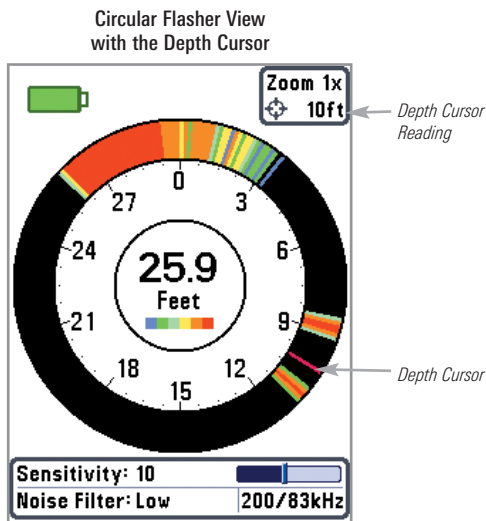 Circular Flasher View
with the Depth Cursor
Zoom 1x
10ft
Depth Cursor
Reading
0
3
6
9
12
15
18
21
24
27
25.9
Feet
Depth Cursor
Sensitivity: 10
Noise Filter: Low
200/83kHz